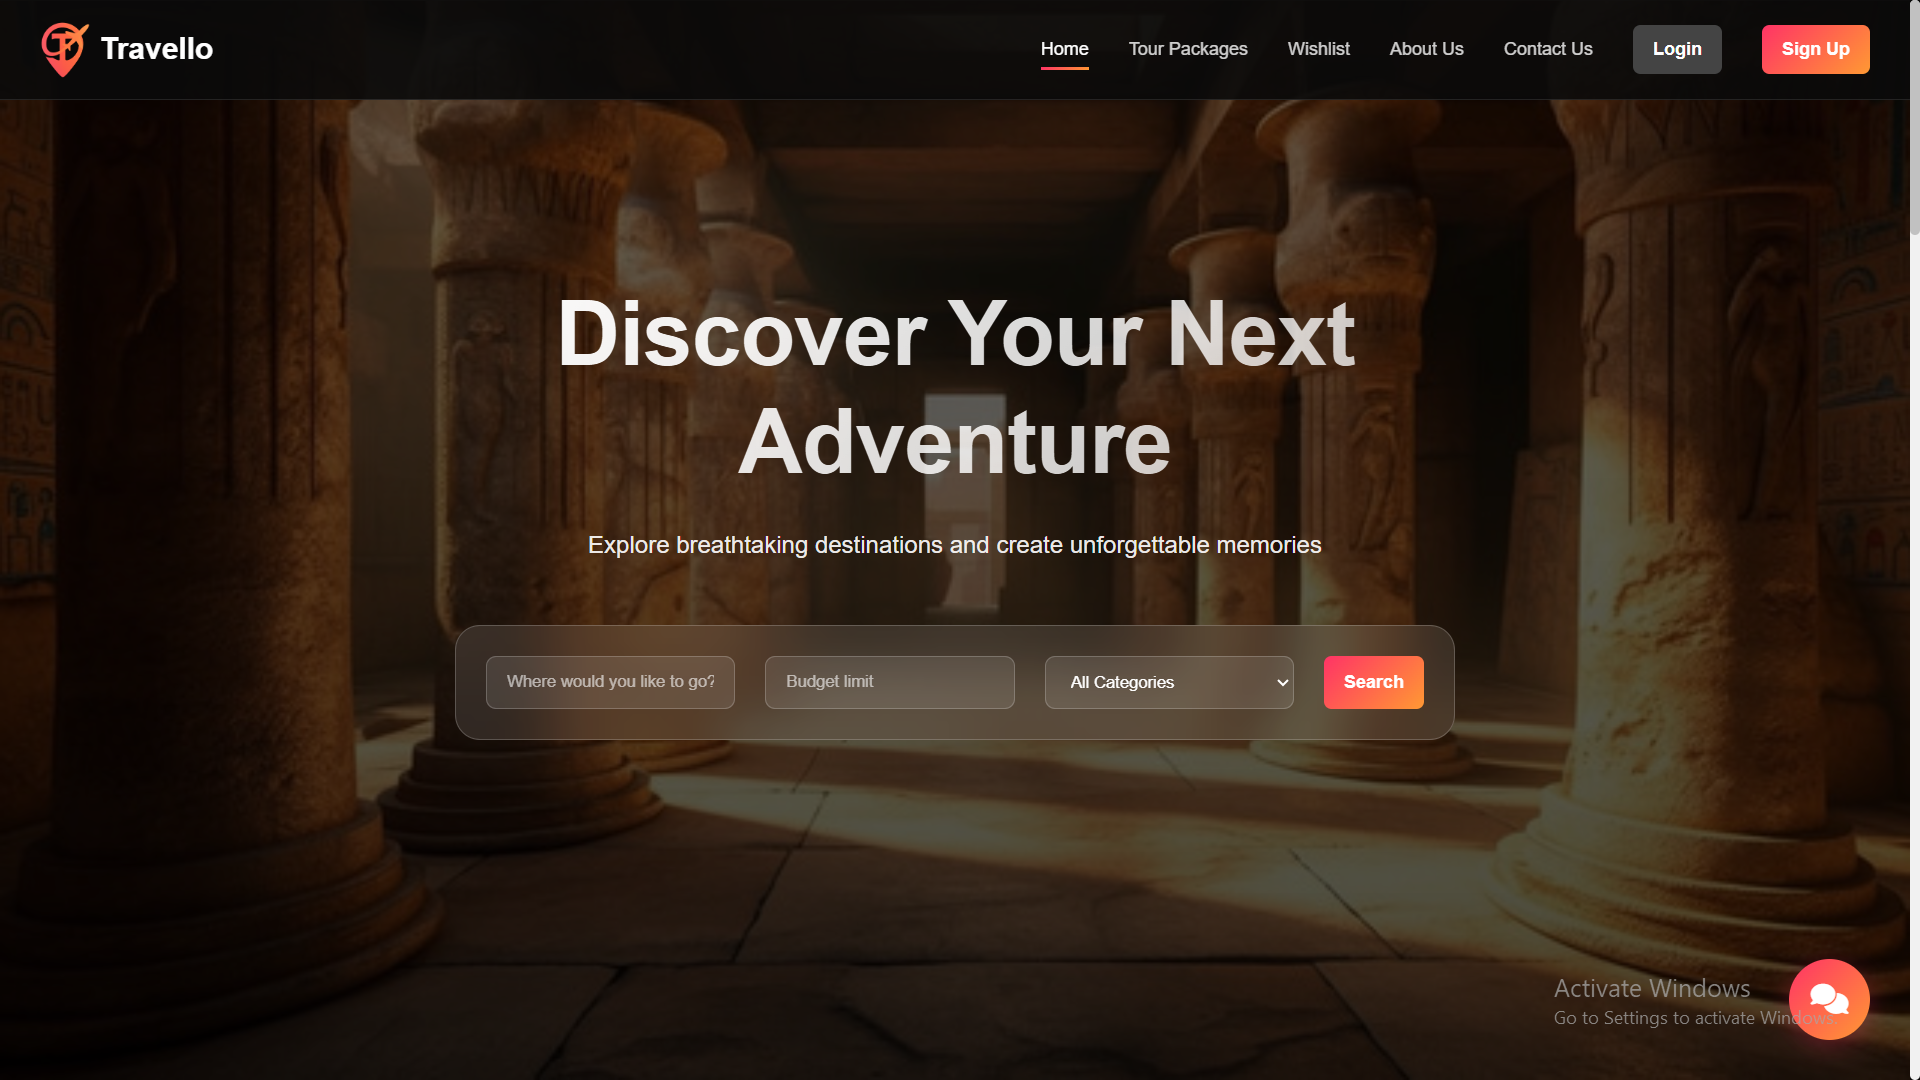 Travello
Home
Tour Packages
Wishlist
About Us
Contact Us
Login
Sign Up
Discover Your Next
Adventure
Explore breathtaking destinations and create unforgettable memories
Where would you like to go?
Budget limit
All Categories
Search
Activate Windows
Go to Settings to activate Windows.